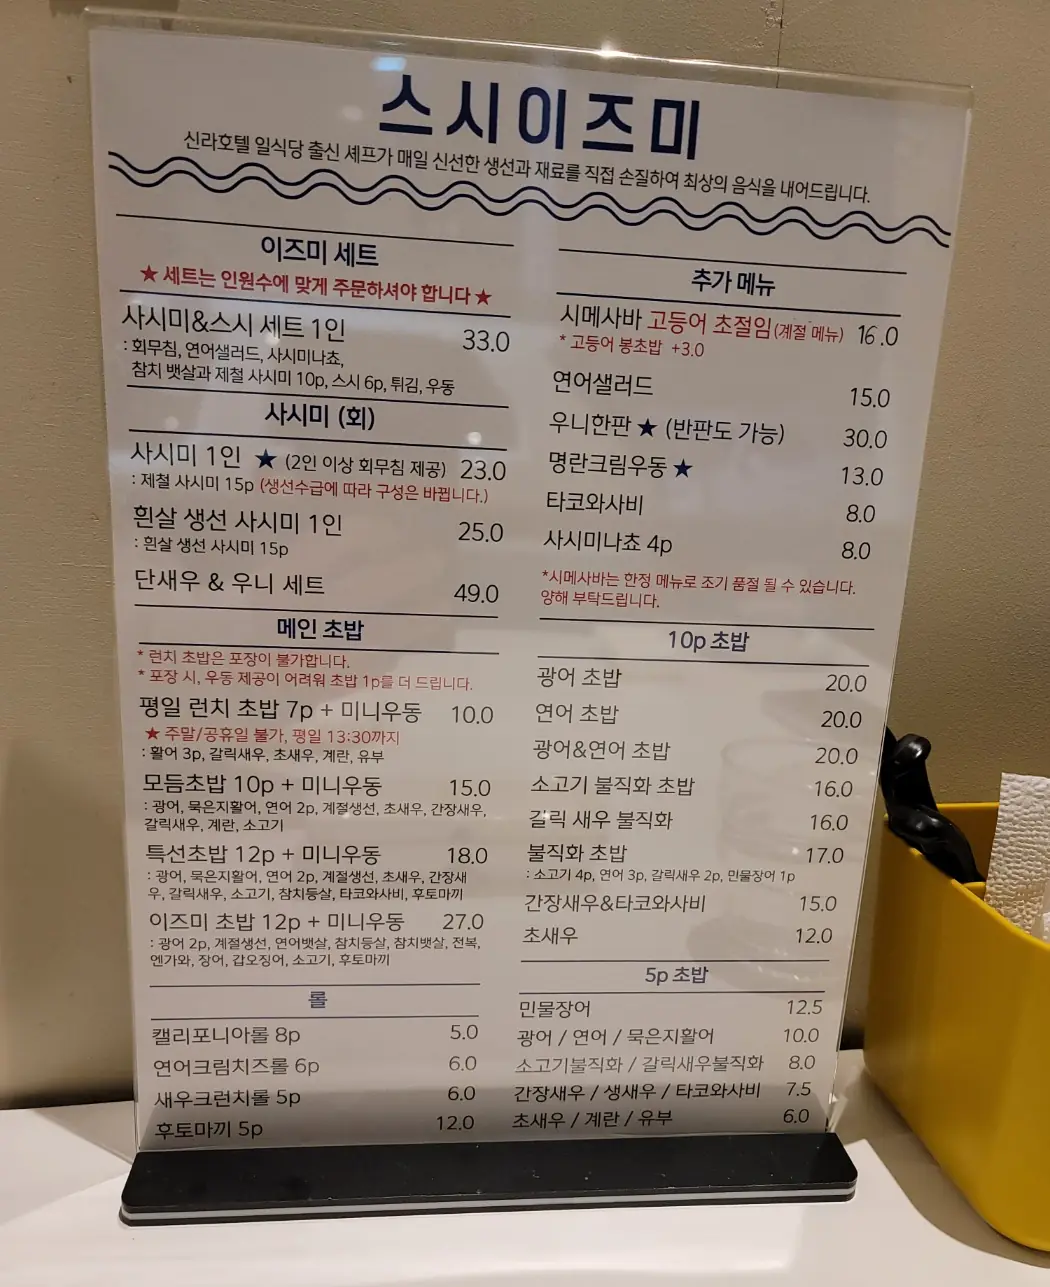 스시이즈미
신라호텔 일식당 출신 셰프가 매일 신선한 생선과 재료를 직접 손질하여 최상의 음식을 내어드립니다.
이즈미 세트
★ 세트는 인원수에 맞게 주문하셔야 합니다 ★
사시미&스시 세트 1인 33.0
: 회무침, 연어샐러드, 사시미나쵸,
참치 뱃살과 제철 사시미 10p, 스시 6p, 튀김, 우동
사시미 (회)
사시미 1인 ★ (2인 이상 회무침 제공) 23.0
: 제철 사시미 15p (생선수급에 따라 구성은 바뀝니다.)
흰살 생선 사시미 1인 25.0
: 흰살 생선 사시미 15p
단새우 & 우니 세트 49.0
메인 초밥
* 런치 초밥은 포장이 불가합니다.
* 포장 시, 우동 제공이 어려워 초밥 1p를 더 드립니다.
평일 런치 초밥 7p + 미니우동 10.0
★ 주말/공휴일 불가, 평일 13:30까지
: 활어 3p, 갈릭새우, 초새우, 계란, 유부
모듬초밥 10p + 미니우동 15.0
: 광어, 묵은지활어, 연어 2p, 계절생선, 초새우, 간장새우,
갈릭새우, 계란, 소고기
특선초밥 12p + 미니우동 18.0
: 광어, 묵은지활어, 연어 2p, 계절생선, 초새우, 간장새
우, 갈릭새우, 소고기, 참치등살, 타코와사비, 후토마끼
이즈미 초밥 12p + 미니우동 27.0
: 광어 2p, 계절생선, 연어뱃살, 참치등살, 참치뱃살, 전복,
엔가와, 장어, 갑오징어, 소고기, 후토마끼
롤
캘리포니아롤 8p 5.0
연어크림치즈롤 6p 6.0
새우크런치롤 5p 6.0
후토마끼 5p 12.0
추가 메뉴
시메사바 고등어 초절임(계절 메뉴) 16.0
* 고등어 봉초밥 +3.0
연어샐러드 15.0
우니한판 ★ (반판도 가능) 30.0
명란크림우동 ★ 13.0
타코와사비 8.0
사시미나쵸 4p 8.0
*시메사바는 한정 메뉴로 조기 품절 될 수 있습니다.
양해 부탁드립니다.
10p 초밥
광어 초밥 20.0
연어 초밥 20.0
광어&연어 초밥 20.0
소고기 불직화 초밥 16.0
갈릭 새우 불직화 16.0
불직화 초밥 17.0
: 소고기 4p, 연어 3p, 갈릭새우 2p, 민물장어 1p
간장새우&타코와사비 15.0
초새우 12.0
5p 초밥
민물장어 12.5
광어 / 연어 / 묵은지활어 10.0
소고기불직화 / 갈릭새우불직화 8.0
간장새우 / 생새우 / 타코와사비 7.5
초새우 / 계란 / 유부 6.0